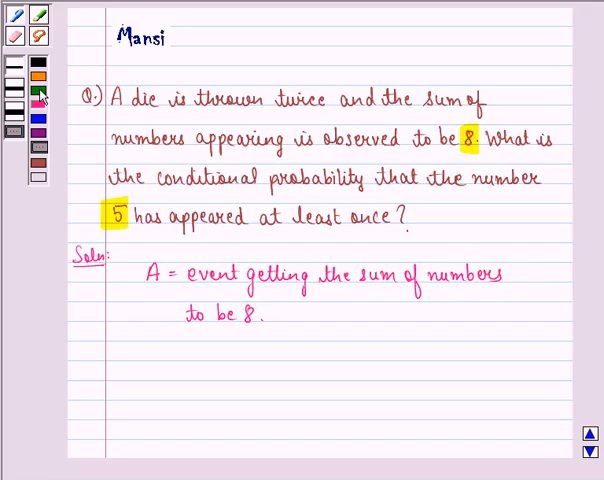 Mansi
Q.) A die is thrown twice and the sum of
numbers appearing is observed to be 8. What is
the conditional probability that the number
5 has appeared at least once?
Soln:
A = event getting the sum of numbers
to be 8.